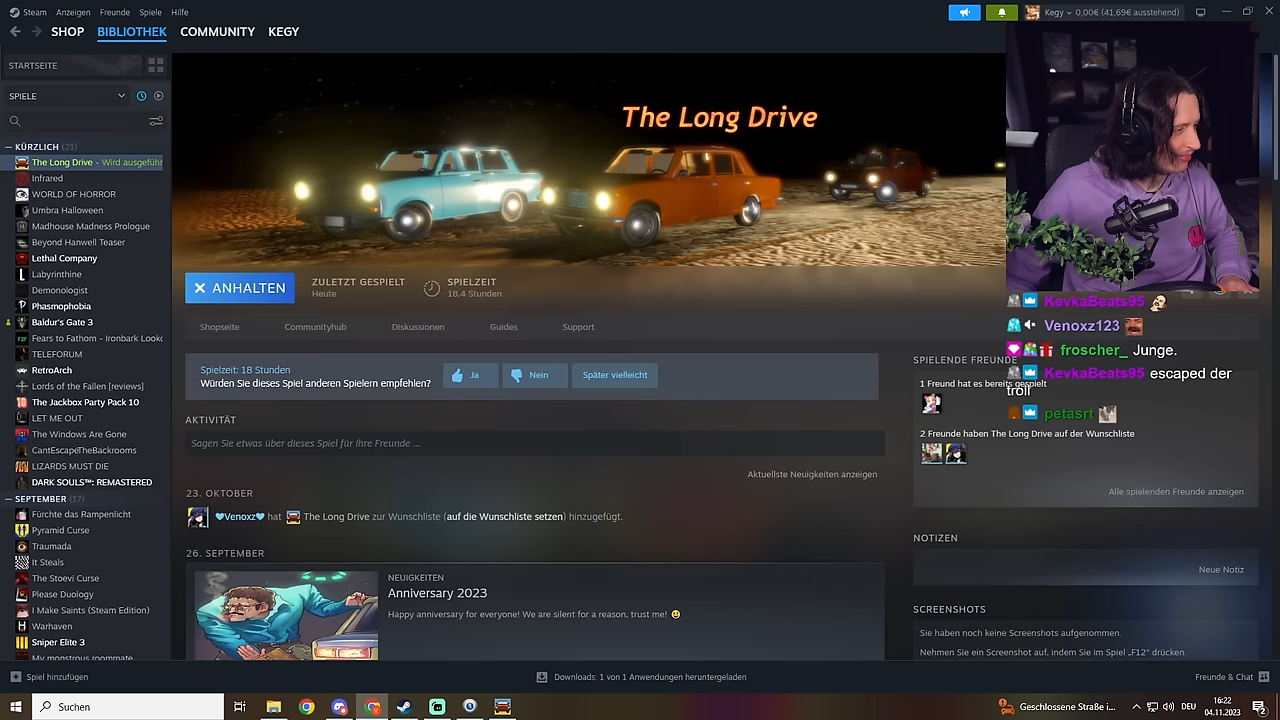 Steam Anzeigen Freunde Spiele Hilfe
Kegy 0,00€ (41,69€ ausstehend)
SHOP BIBLIOTHEK COMMUNITY KEGY
STARTSEITE
SPIELE
KÜRZLICH (21)
The Long Drive - Wird ausgeführ
Infrared
WORLD OF HORROR
Umbra Halloween
Madhouse Madness Prologue
Beyond Hanwell Teaser
Lethal Company
Labyrinthine
Demonologist
Phasmophobia
Baldur's Gate 3
Fears to Fathom - Ironbark Looko
TELEFORUM
RetroArch
Lords of the Fallen [reviews]
The Jackbox Party Pack 10
LET ME OUT
The Windows Are Gone
CantEscapeTheBackrooms
LIZARDS MUST DIE
DARK SOULS™: REMASTERED
SEPTEMBER (17)
Fürchte das Rampenlicht
Pyramid Curse
Traumada
It Steals
The Stoevi Curse
Please Duology
I Make Saints (Steam Edition)
Warhaven
Sniper Elite 3
My monstrous roommate
The Long Drive
ANHALTEN
ZULETZT GESPIELT
Heute
SPIELZEIT
18,4 Stunden
Shopseite Communityhub Diskussionen Guides Support
Spielzeit: 18 Stunden
Würden Sie dieses Spiel anderen Spielern empfehlen?
Ja
Nein
Später vielleicht
AKTIVITÄT
Sagen Sie etwas über dieses Spiel für Ihre Freunde ...
Aktuellste Neuigkeiten anzeigen
23. OKTOBER
Venoxz hat The Long Drive zur Wunschliste (auf die Wunschliste setzen) hinzugefügt.
26. SEPTEMBER
NEUIGKEITEN
Anniversary 2023
Happy anniversary for everyone! We are silent for a reason, trust me!
KevkaBeats95
Venoxz123
froscher_ Junge.
KevkaBeats95 escaped der
troll
petasrt
SPIELENDE FREUNDE
1 Freund hat es bereits gespielt
2 Freunde haben The Long Drive auf der Wunschliste
Alle spielenden Freunde anzeigen
NOTIZEN
Neue Notiz
SCREENSHOTS
Sie haben noch keine Screenshots aufgenommen.
Nehmen Sie ein Screenshot auf, indem Sie im Spiel „F12" drücken.
Spiel hinzufügen
Downloads: 1 von 1 Anwendungen heruntergeladen
Freunde & Chat
Suchen
Geschlossene Straße i...
DEU
16:22
04.11.2023
2